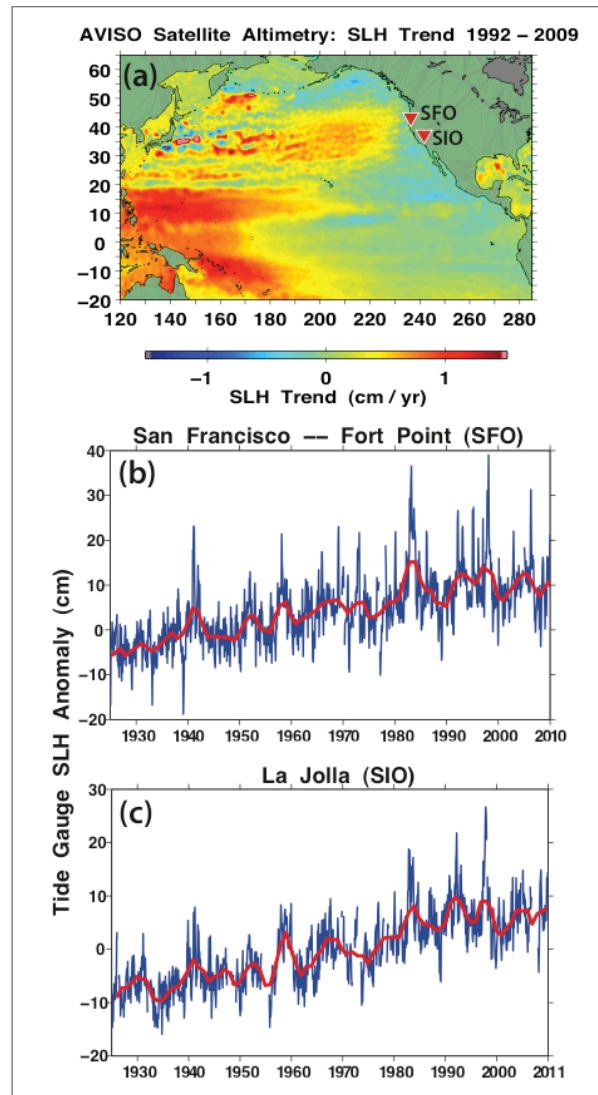 AVISO Satellite Altimetry: SLH Trend 1992 – 2009
(a)
60
50
40
30
20
10
0
−10
−20
SFO
SIO
120 140 160 180 200 220 240 260 280
−1 0 1
SLH Trend (cm / yr)
San Francisco –– Fort Point (SFO)
(b)
40
30
20
10
0
−10
−20
1930 1940 1950 1960 1970 1980 1990 2000 2010
Tide Gauge SLH Anomaly (cm)
La Jolla (SIO)
(c)
30
20
10
0
−10
−20
1930 1940 1950 1960 1970 1980 1990 2000 2011